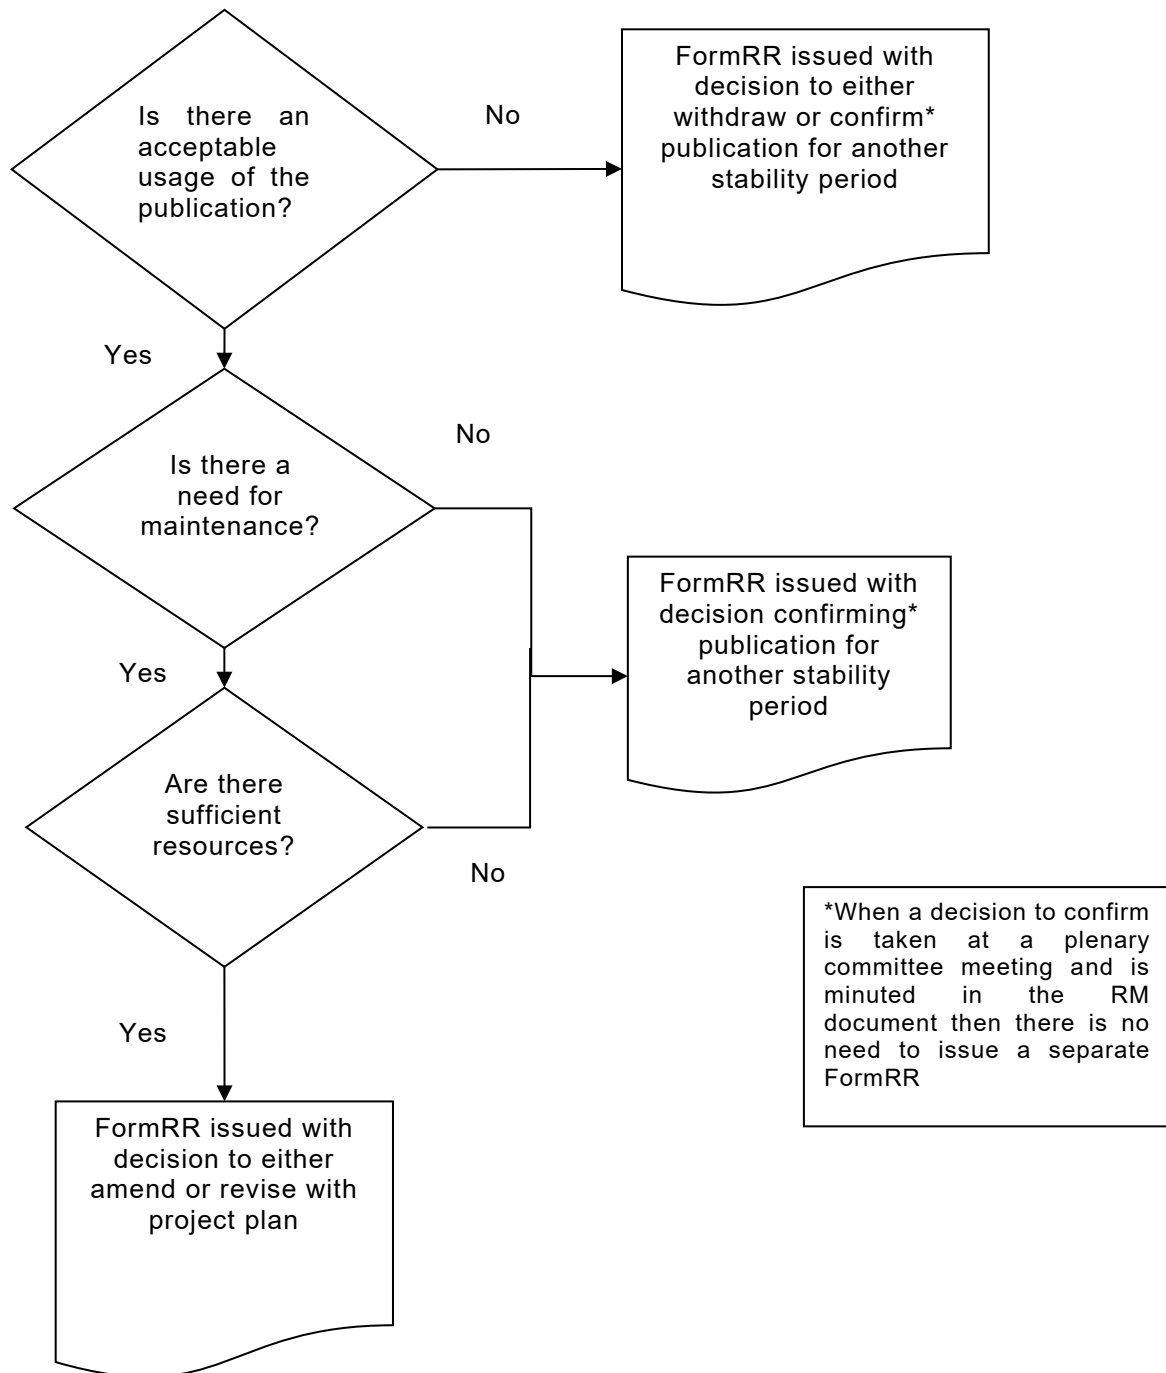 Is there an
acceptable
usage of the
publication?
No
FormRR issued with
decision to either
withdraw or confirm*
publication for another
stability period
Yes
Is there a
need for
maintenance?
No
FormRR issued with
decision confirming*
publication for
another stability
period
Yes
Are there
sufficient
resources?
No
*When a decision to confirm
is taken at a plenary
committee meeting and is
minuted in the RM
document then there is no
need to issue a separate
FormRR
Yes
FormRR issued with
decision to either
amend or revise with
project plan